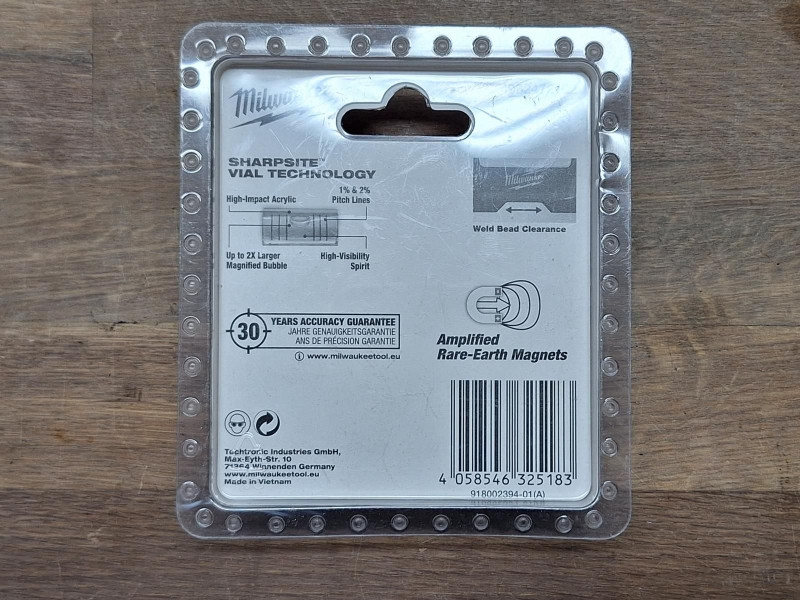 Milwaukee
SHARPSITE™
VIAL TECHNOLOGY
High-Impact Acrylic
1% & 2%
Pitch Lines
Up to 2X Larger
Magnified Bubble
High-Visibility
Spirit
Milwaukee
Weld Bead Clearance
30
YEARS ACCURACY GUARANTEE
JAHRE GENAUIGKEITSGARANTIE
ANS DE PRÉCISION GARANTIE
www.milwaukeetool.eu
Amplified
Rare-Earth Magnets
Techtronic Industries GmbH,
Max-Eyth-Str. 10
71364 Winnenden Germany
www.milwaukeetool.eu
Made in Vietnam
4 058546 325183
918002394-01(A)